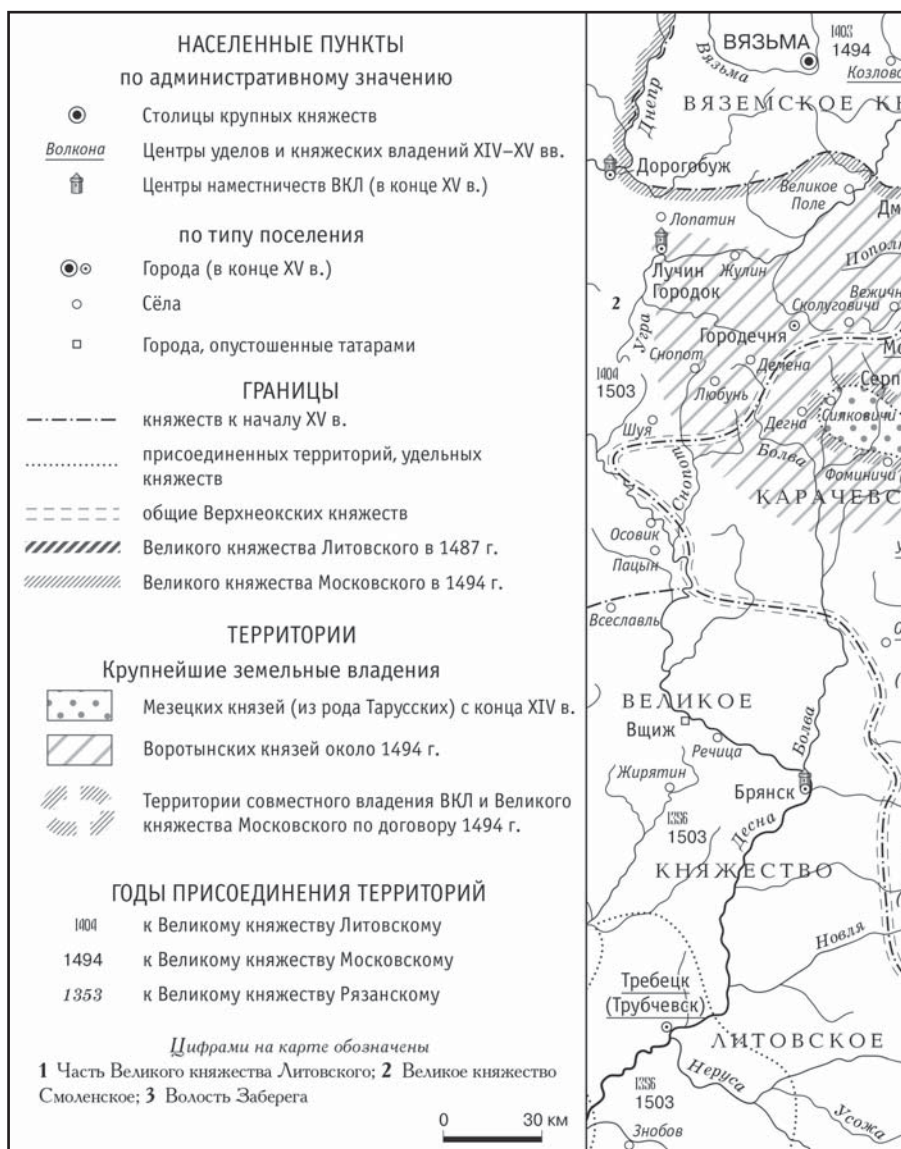 НАСЕЛЕННЫЕ ПУНКТЫ
по административному значению
Столицы крупных княжеств
Волкона
Центры уделов и княжеских владений XIV–XV вв.
Центры наместничеств ВКЛ (в конце XV в.)
по типу поселения
Города (в конце XV в.)
Сёла
Города, опустошенные татарами
ГРАНИЦЫ
княжеств к началу XV в.
присоединенных территорий, удельных
княжеств
общие Верхнеокских княжеств
Великого княжества Литовского в 1487 г.
Великого княжества Московского в 1494 г.
ТЕРРИТОРИИ
Крупнейшие земельные владения
Мезецких князей (из рода Тарусских) с конца XIV в.
Воротынских князей около 1494 г.
Территории совместного владения ВКЛ и Великого
княжества Московского по договору 1494 г.
ГОДЫ ПРИСОЕДИНЕНИЯ ТЕРРИТОРИЙ
1404 к Великому княжеству Литовскому
1494 к Великому княжеству Московскому
1353 к Великому княжеству Рязанскому
Цифрами на карте обозначены
1 Часть Великого княжества Литовского; 2 Великое княжество
Смоленское; 3 Волость Заберега
0 30 км
1403
ВЯЗЬМА 1494
Вязьма
Козлово
Днепр
ВЯЗЕМСКОЕ КН
Дорогобуж
Великое
Поле
Лопатин
Дм
Лучин
Городок
Жулин
Пополи
2
Сколуговичи
Вежичн
Угра
Городечня
Мо
Снопот
Демена
1404
1503
Любунь
Серп
Дегна
Силковичи
Шуя
Болва
Фоминичи
Снопот
КАРАЧЕВС
Осовик
Пацын
Всеславль
ВЕЛИКОЕ
Вщиж
Речица
Болва
Жирятин
Брянск
1356
1503
Десна
КНЯЖЕСТВО
Новля
Требецк
(Трубчевск)
ЛИТОВСКОЕ
Неруса
1356
1503
Усожа
Знобов